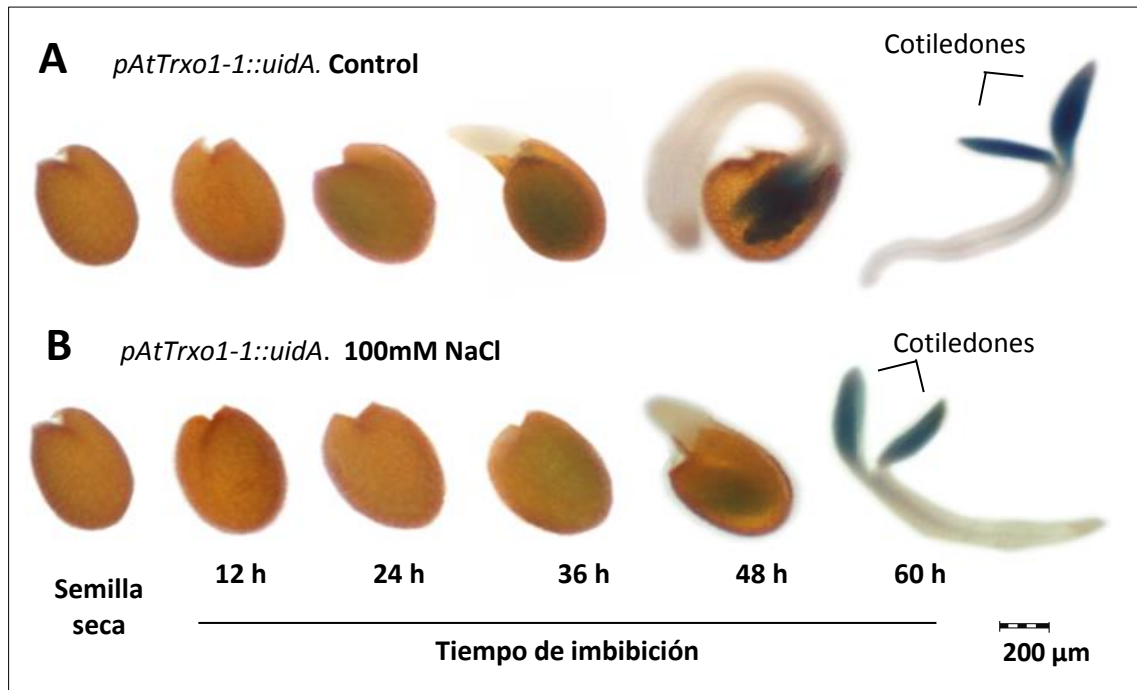 A pAtTrxo1-1::uidA. Control
Cotiledones
B pAtTrxo1-1::uidA. 100mM NaCl
Cotiledones
Semilla
seca
12 h 24 h 36 h 48 h 60 h
Tiempo de imbibición
200 µm